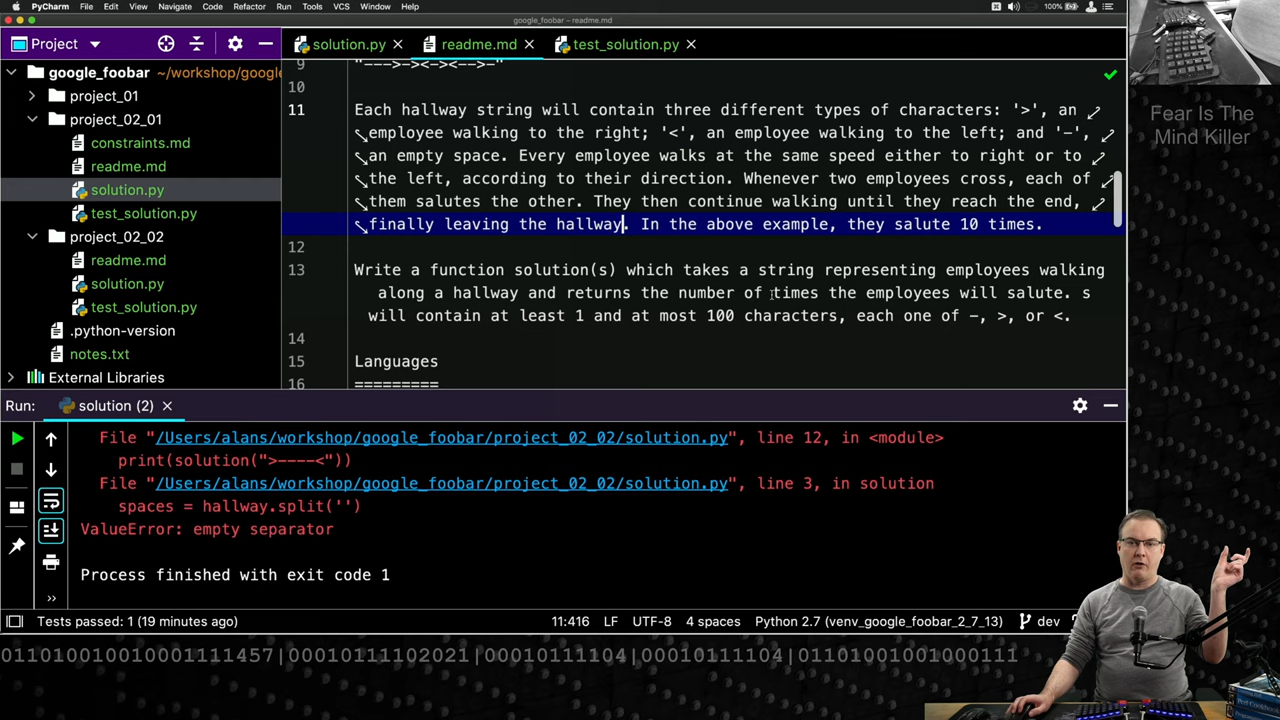 PyCharm File Edit View Navigate Code Refactor Run Tools VCS Window Help 100%
google_foobar – readme.md
Project solution.py readme.md test_solution.py
google_foobar ~/workshop/google
project_01
project_02_01
constraints.md
readme.md
solution.py
test_solution.py
project_02_02
readme.md
solution.py
test_solution.py
.python-version
notes.txt
External Libraries
9 "--->-><-><-->-"
10
11 Each hallway string will contain three different types of characters: '>', an
employee walking to the right; '<', an employee walking to the left; and '-',
an empty space. Every employee walks at the same speed either to right or to
the left, according to their direction. Whenever two employees cross, each of
them salutes the other. They then continue walking until they reach the end,
finally leaving the hallway. In the above example, they salute 10 times.
12
13 Write a function solution(s) which takes a string representing employees walking
along a hallway and returns the number of times the employees will salute. s
will contain at least 1 and at most 100 characters, each one of -, >, or <.
14
15 Languages
16 =========
Fear Is The
Mind Killer
Run: solution (2)
File "/Users/alans/workshop/google_foobar/project_02_02/solution.py", line 12, in <module>
print(solution(">----<"))
File "/Users/alans/workshop/google_foobar/project_02_02/solution.py", line 3, in solution
spaces = hallway.split('')
ValueError: empty separator
Process finished with exit code 1
Tests passed: 1 (19 minutes ago) 11:416 LF UTF-8 4 spaces Python 2.7 (venv_google_foobar_2_7_13) dev
011010010010001111457|00010111102021|00010111104|00010111104|01101001001000111